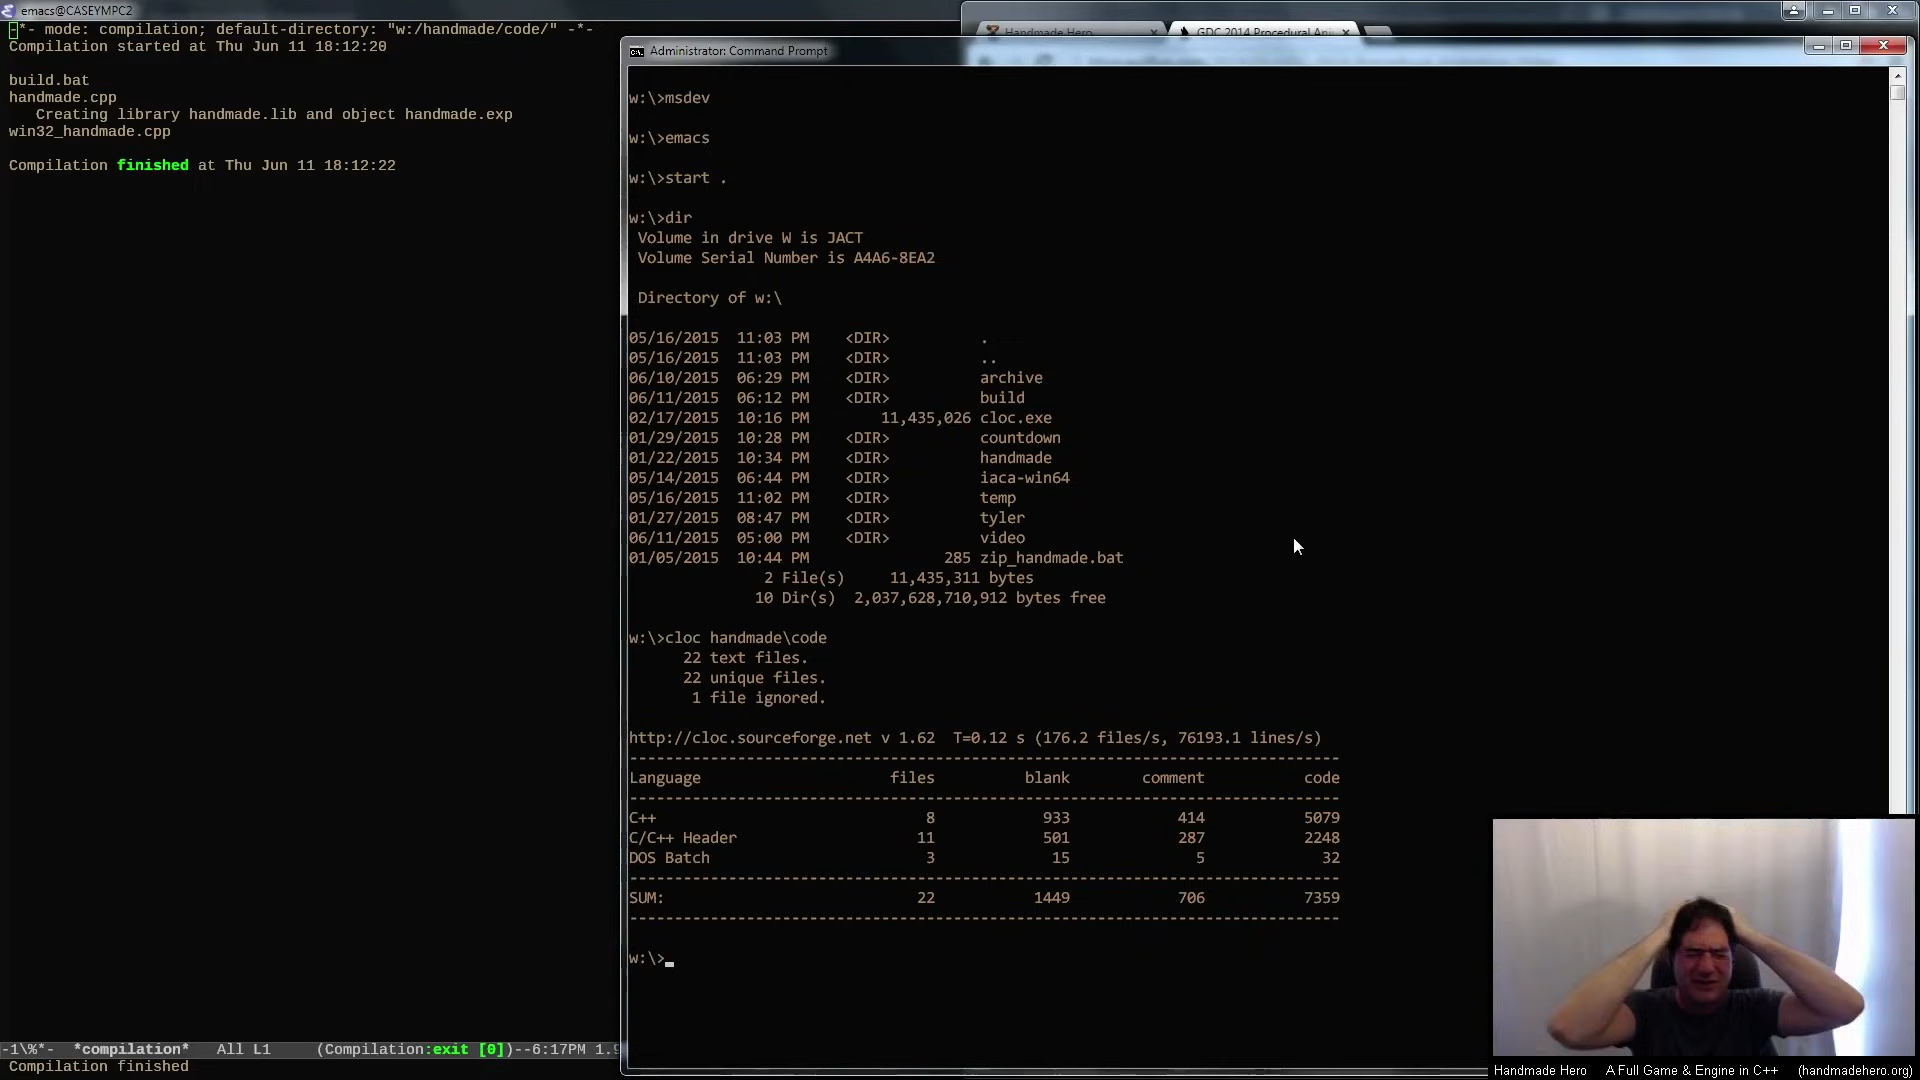 emacs@CASEYMPC2
-*- mode: compilation; default-directory: "w:/handmade/code/" -*-
Compilation started at Thu Jun 11 18:12:20
build.bat
handmade.cpp
Creating library handmade.lib and object handmade.exp
win32_handmade.cpp
Compilation finished at Thu Jun 11 18:12:22
-1\%*- *compilation* All L1 (Compilation:exit [0])--6:17PM 1.9
Compilation finished
Handmade Hero
GDC 2014 Procedural Ani
Administrator: Command Prompt
w:\>msdev
w:\>emacs
w:\>start .
w:\>dir
Volume in drive W is JACT
Volume Serial Number is A4A6-8EA2
Directory of w:\
05/16/2015 11:03 PM <DIR> .
05/16/2015 11:03 PM <DIR> ..
06/10/2015 06:29 PM <DIR> archive
06/11/2015 06:12 PM <DIR> build
02/17/2015 10:16 PM 11,435,026 cloc.exe
01/29/2015 10:28 PM <DIR> countdown
01/22/2015 10:34 PM <DIR> handmade
05/14/2015 06:44 PM <DIR> iaca-win64
05/16/2015 11:02 PM <DIR> temp
01/27/2015 08:47 PM <DIR> tyler
06/11/2015 05:00 PM <DIR> video
01/05/2015 10:44 PM 285 zip_handmade.bat
2 File(s) 11,435,311 bytes
10 Dir(s) 2,037,628,710,912 bytes free
w:\>cloc handmade\code
22 text files.
22 unique files.
1 file ignored.
http://cloc.sourceforge.net v 1.62 T=0.12 s (176.2 files/s, 76193.1 lines/s)
-------------------------------------------------------------------------------
Language files blank comment code
-------------------------------------------------------------------------------
C++ 8 933 414 5079
C/C++ Header 11 501 287 2248
DOS Batch 3 15 5 32
-------------------------------------------------------------------------------
SUM: 22 1449 706 7359
-------------------------------------------------------------------------------
w:\>_
Handmade Hero A Full Game & Engine in C++ (handmadehero.org)